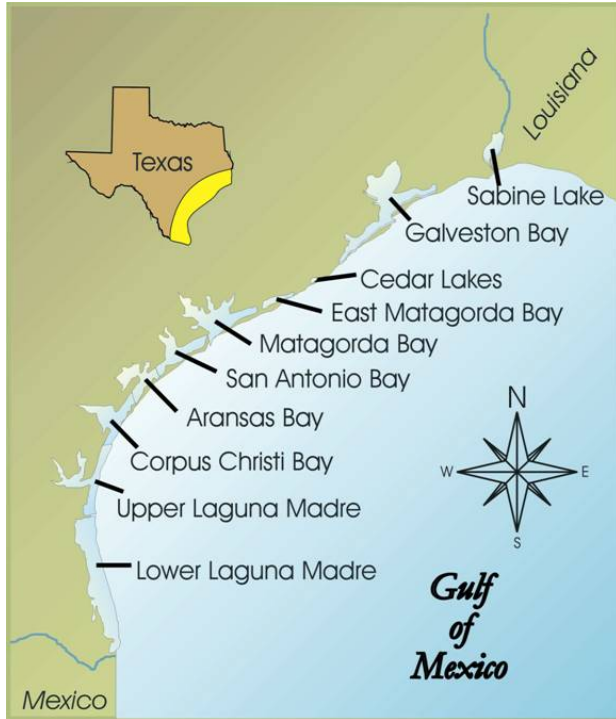 Louisiana
Texas
Sabine Lake
Galveston Bay
Cedar Lakes
East Matagorda Bay
Matagorda Bay
San Antonio Bay
Aransas Bay
Corpus Christi Bay
Upper Laguna Madre
Lower Laguna Madre
N
W
E
S
Gulf
of
Mexico
Mexico